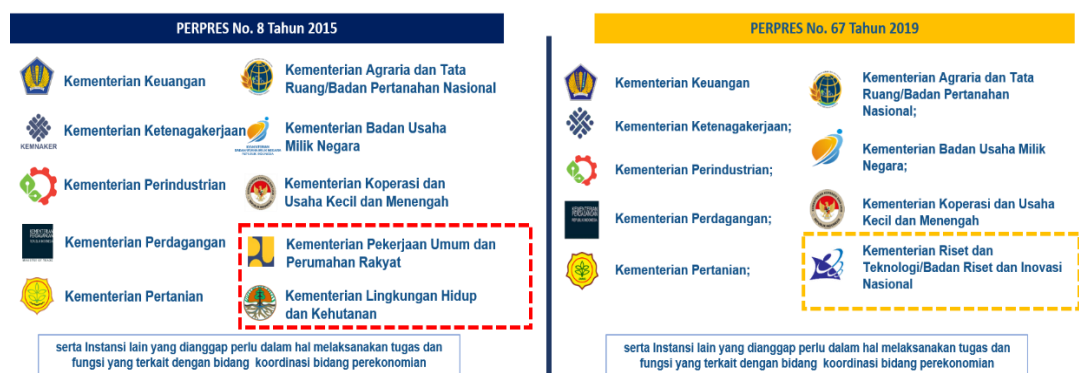 PERPRES No. 8 Tahun 2015
Kementerian Keuangan
KEMNAKER
Kementerian Ketenagakerjaan
Kementerian Perindustrian
Kementerian Perdagangan
Kementerian Pertanian
Kementerian Agraria dan Tata
Ruang/Badan Pertanahan Nasional
Kementerian Badan Usaha
Milik Negara
Kementerian Koperasi dan
Usaha Kecil dan Menengah
Kementerian Pekerjaan Umum dan
Perumahan Rakyat
Kementerian Lingkungan Hidup
dan Kehutanan
serta Instansi lain yang dianggap perlu dalam hal melaksanakan tugas dan
fungsi yang terkait dengan bidang koordinasi bidang perekonomian
PERPRES No. 67 Tahun 2019
Kementerian Keuangan
Kementerian Ketenagakerjaan;
Kementerian Perindustrian;
Kementerian Perdagangan;
Kementerian Pertanian;
Kementerian Agraria dan Tata
Ruang/Badan Pertanahan
Nasional;
Kementerian Badan Usaha Milik
Negara;
Kementerian Koperasi dan Usaha
Kecil dan Menengah
Kementerian Riset dan
Teknologi/Badan Riset dan Inovasi
Nasional
serta Instansi lain yang dianggap perlu dalam hal melaksanakan tugas dan
fungsi yang terkait dengan bidang koordinasi bidang perekonomian